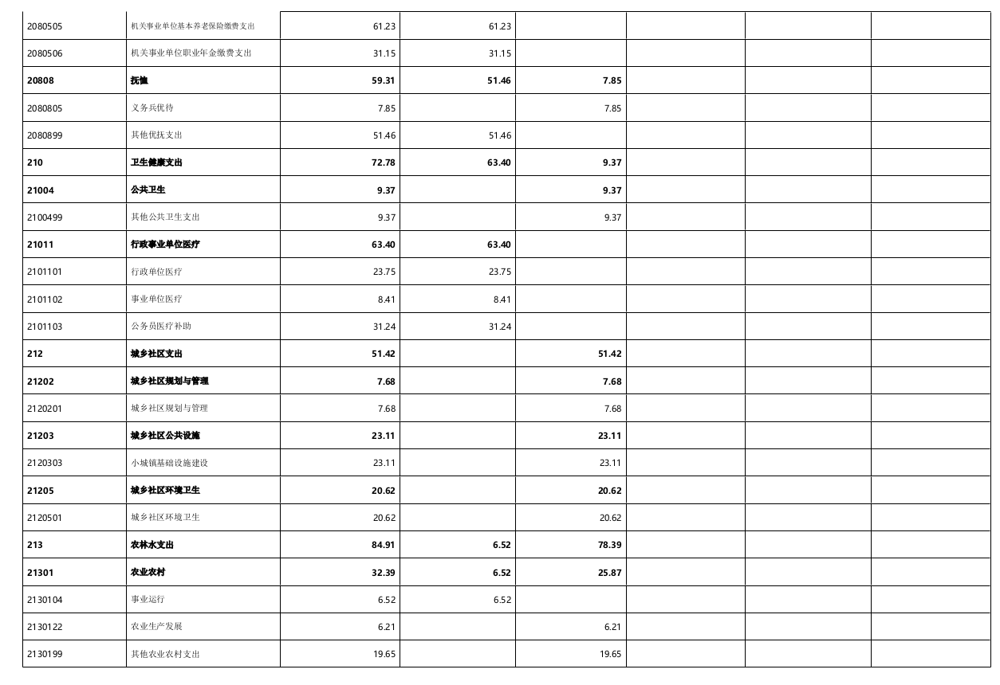 2080505 机关事业单位基本养老保险缴费支出 61.23 61.23
2080506 机关事业单位职业年金缴费支出 31.15 31.15
20808 抚恤 59.31 51.46 7.85
2080805 义务兵优待 7.85 7.85
2080899 其他优抚支出 51.46 51.46
210 卫生健康支出 72.78 63.40 9.37
21004 公共卫生 9.37 9.37
2100499 其他公共卫生支出 9.37 9.37
21011 行政事业单位医疗 63.40 63.40
2101101 行政单位医疗 23.75 23.75
2101102 事业单位医疗 8.41 8.41
2101103 公务员医疗补助 31.24 31.24
212 城乡社区支出 51.42 51.42
21202 城乡社区规划与管理 7.68 7.68
2120201 城乡社区规划与管理 7.68 7.68
21203 城乡社区公共设施 23.11 23.11
2120303 小城镇基础设施建设 23.11 23.11
21205 城乡社区环境卫生 20.62 20.62
2120501 城乡社区环境卫生 20.62 20.62
213 农林水支出 84.91 6.52 78.39
21301 农业农村 32.39 6.52 25.87
2130104 事业运行 6.52 6.52
2130122 农业生产发展 6.21 6.21
2130199 其他农业农村支出 19.65 19.65